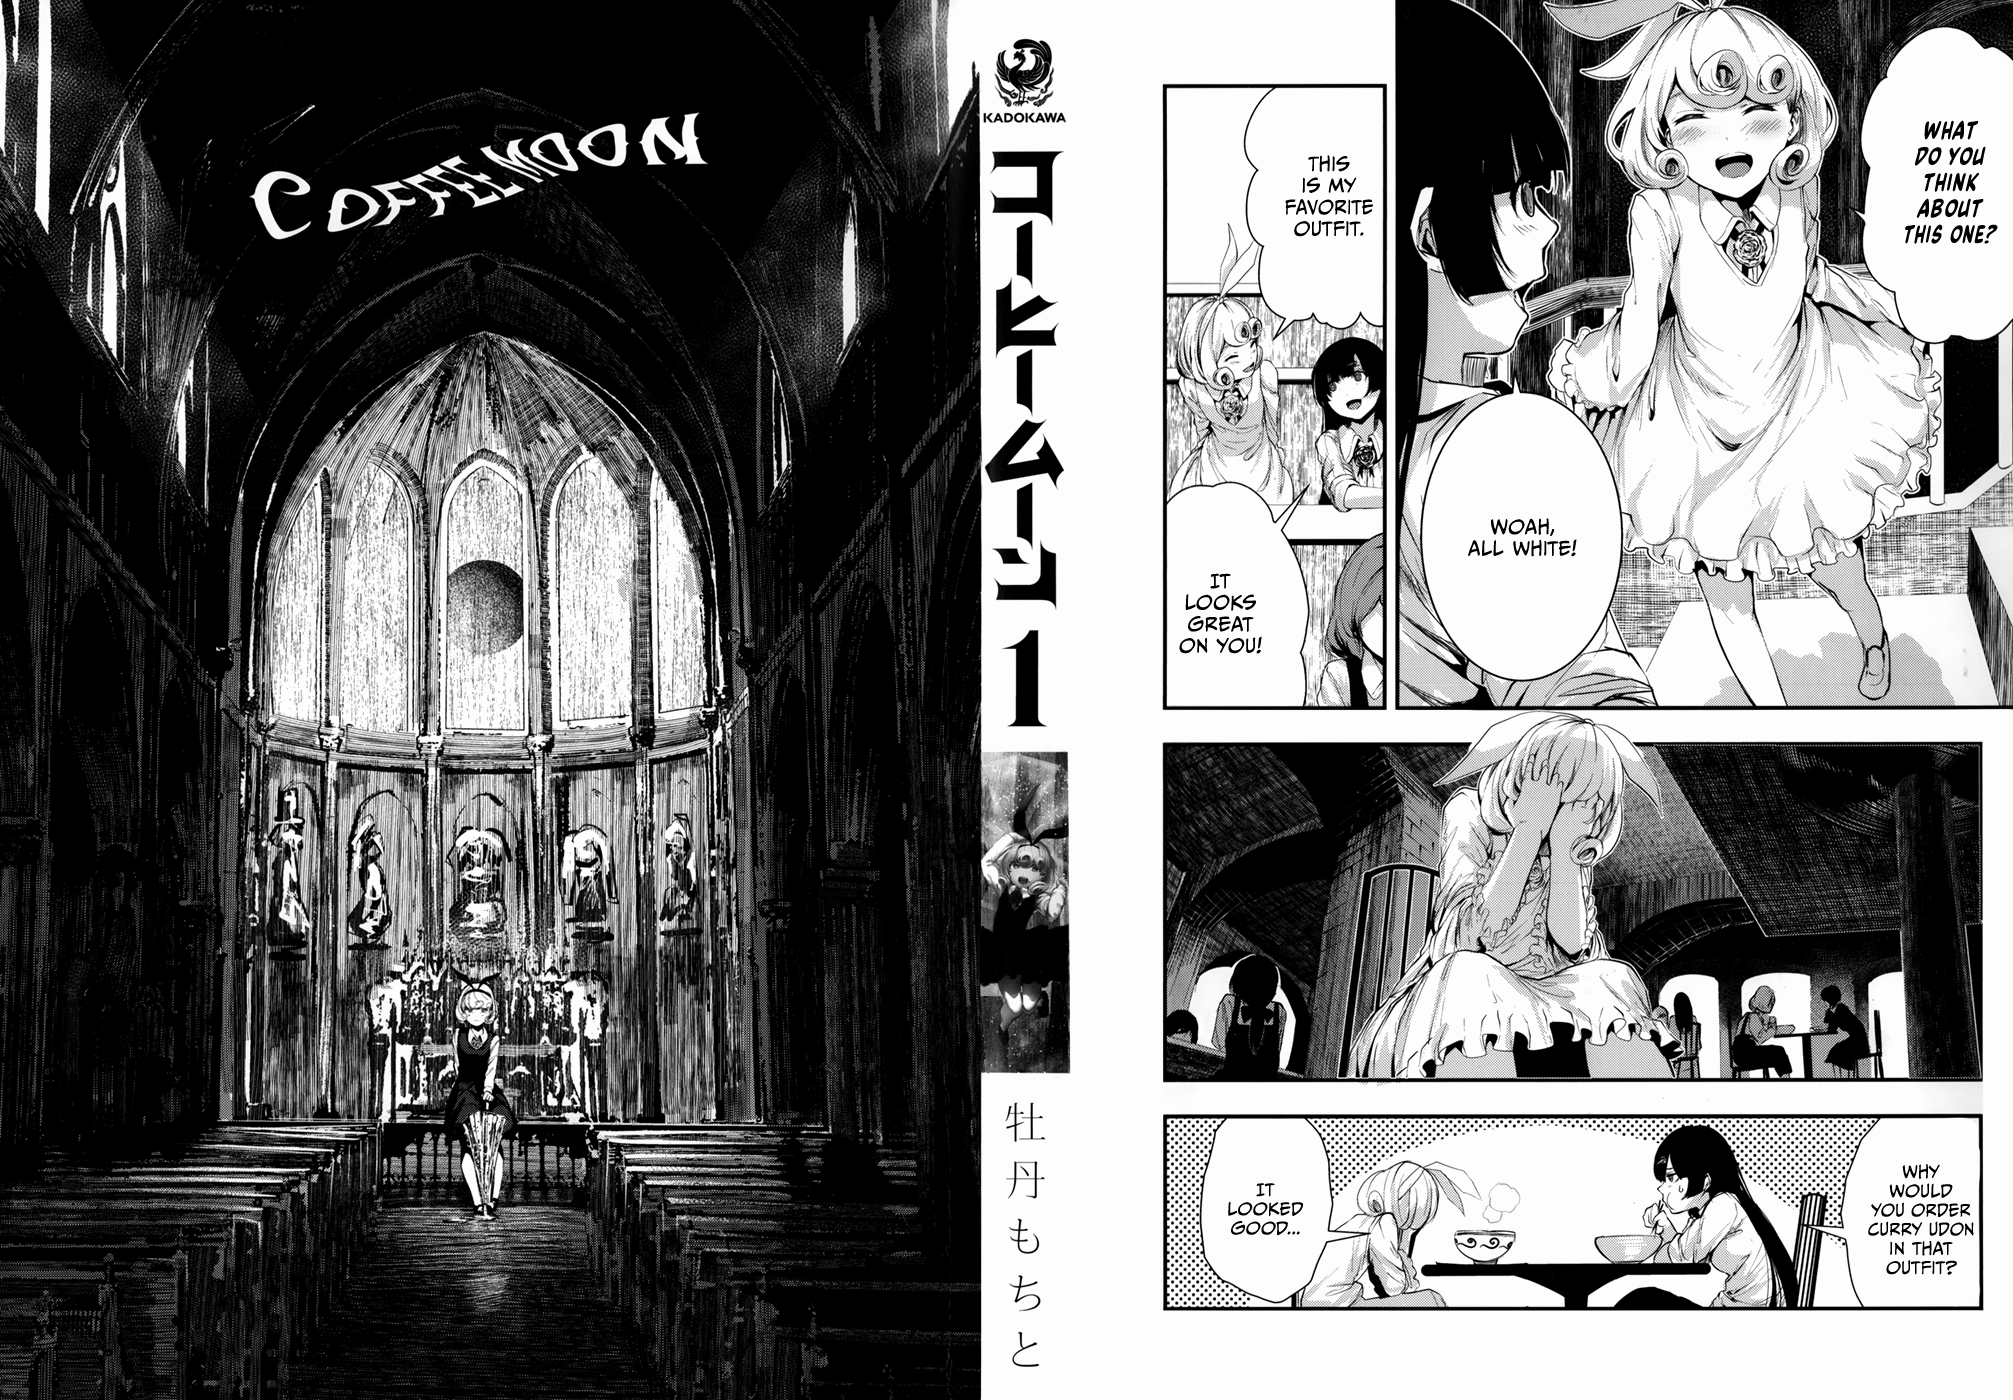 COFFEE MOON
KADOKAWA
コーヒームーン
1
牡丹もちと
WHAT
DO YOU
THINK
ABOUT
THIS ONE?
WOAH,
ALL WHITE!
THIS
IS MY
FAVORITE
OUTFIT.
IT
LOOKS
GREAT
ON YOU!
WHY
WOULD
YOU ORDER
CURRY UDON
IN THAT
OUTFIT?
IT
LOOKED
GOOD...